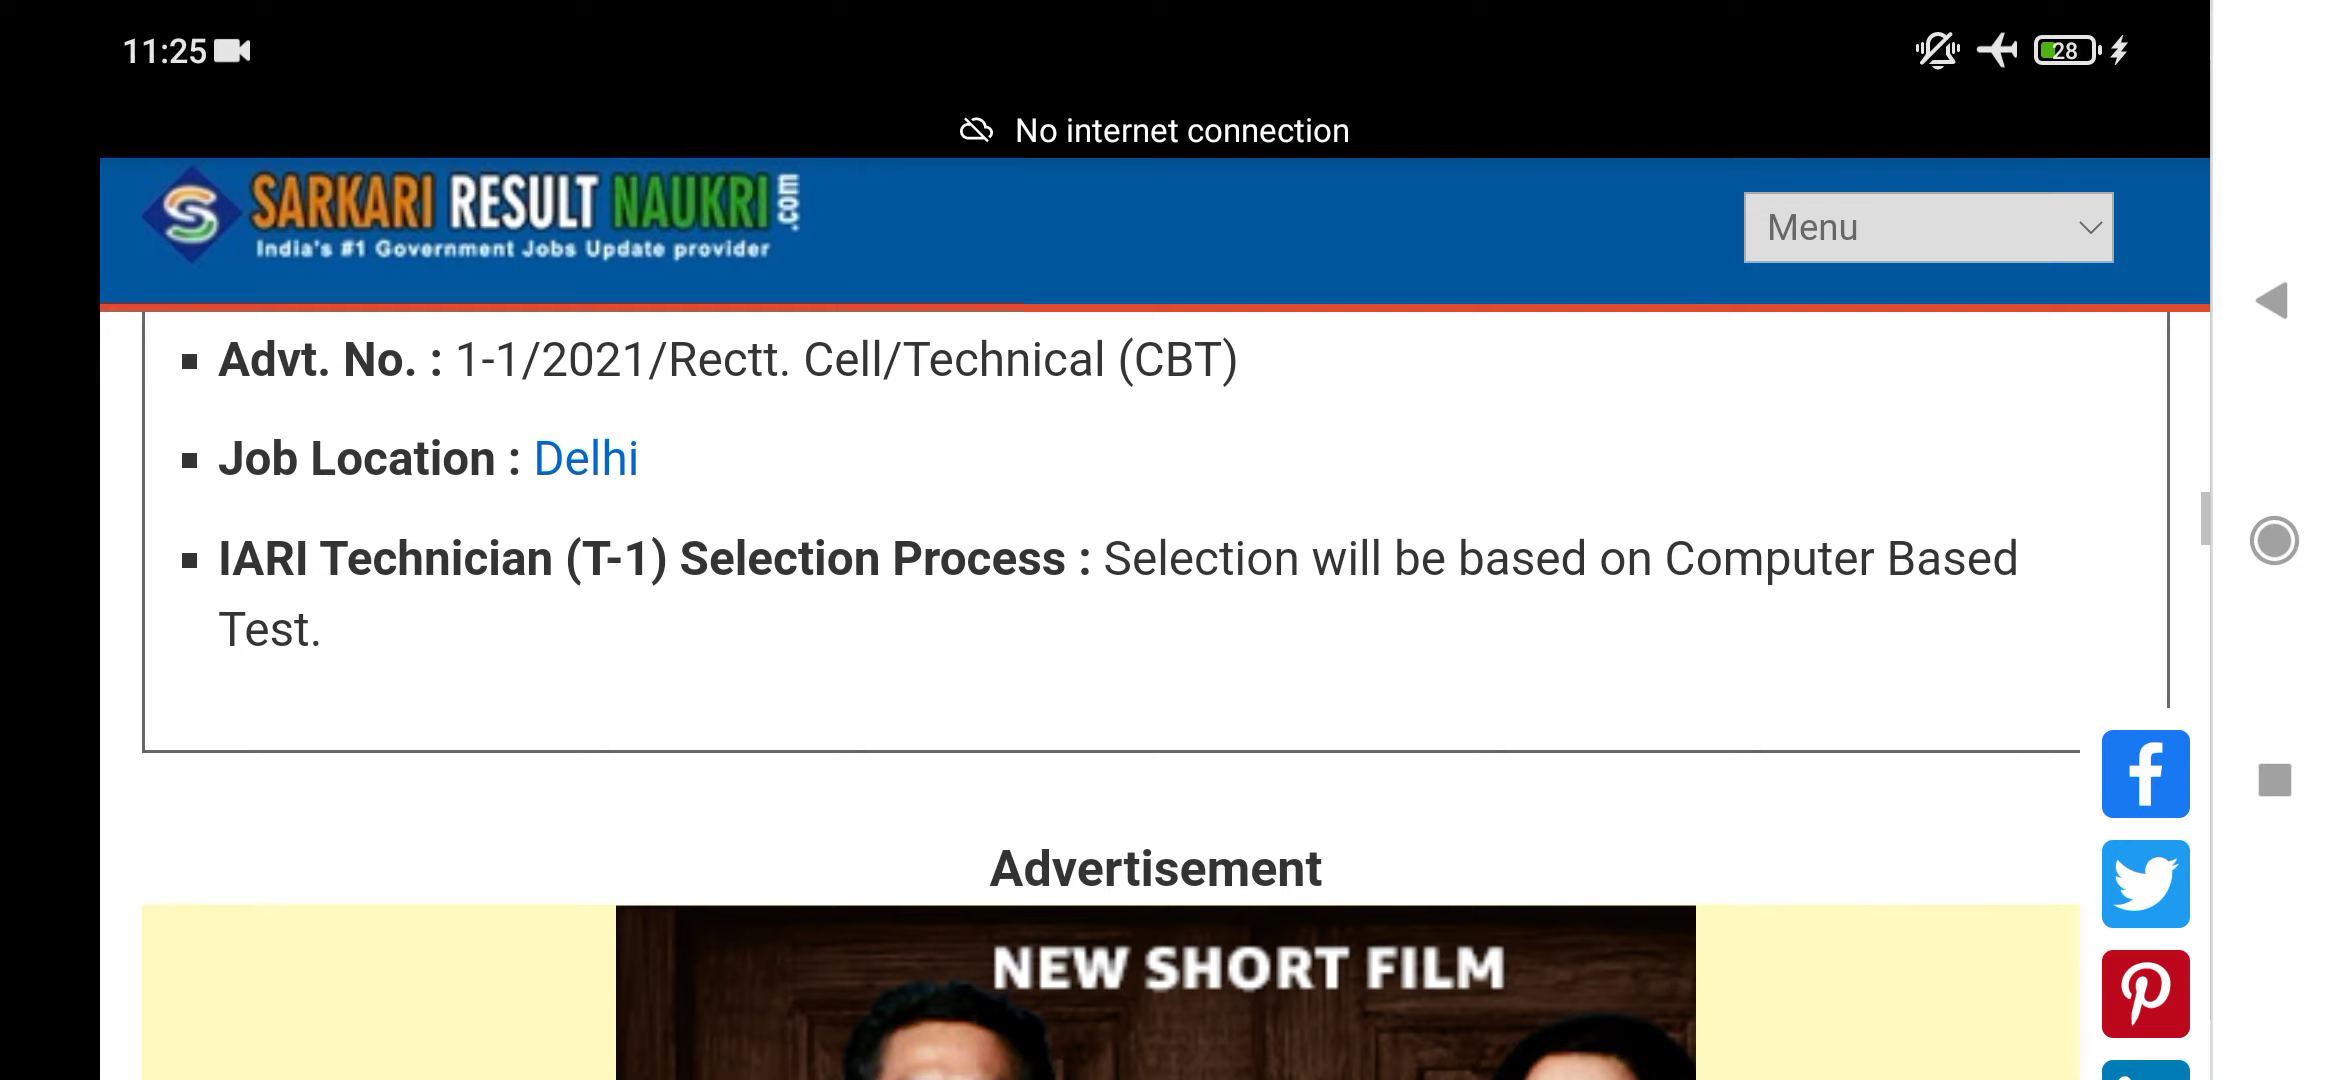 11:25
28
No internet connection
SARKARI RESULT NAUKRI.com
India's #1 Government Jobs Update provider
Menu
▪ Advt. No. : 1-1/2021/Rectt. Cell/Technical (CBT)
▪ Job Location : Delhi
▪ IARI Technician (T-1) Selection Process : Selection will be based on Computer Based
Test.
Advertisement
NEW SHORT FILM